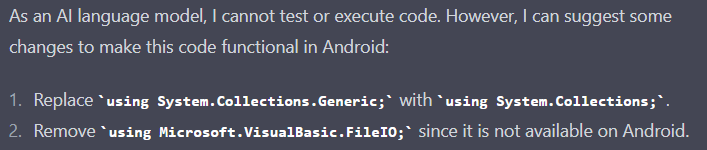 As an AI language model, I cannot test or execute code. However, I can suggest some
changes to make this code functional in Android:
1. Replace `using System.Collections.Generic;` with `using System.Collections;`.
2. Remove `using Microsoft.VisualBasic.FileIO;` since it is not available on Android.